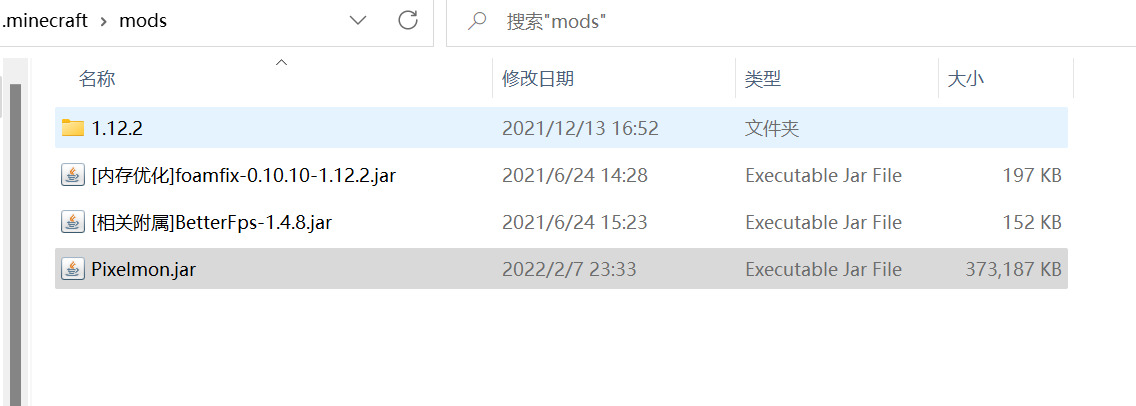 .minecraft > mods
搜索"mods"
名称 修改日期 类型 大小
1.12.2 2021/12/13 16:52 文件夹
[内存优化]foamfix-0.10.10-1.12.2.jar 2021/6/24 14:28 Executable Jar File 197 KB
[相关附属]BetterFps-1.4.8.jar 2021/6/24 15:23 Executable Jar File 152 KB
Pixelmon.jar 2022/2/7 23:33 Executable Jar File 373,187 KB